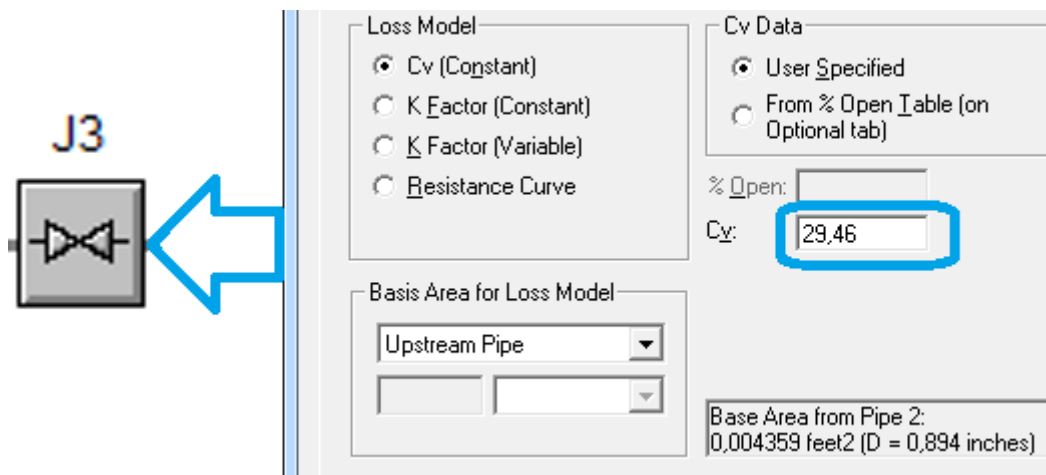 J3
Loss Model
Cv (Constant)
K Factor (Constant)
K Factor (Variable)
Resistance Curve
Cv Data
User Specified
From % Open Table (on
Optional tab)
% Open:
Cv:
29,46
Basis Area for Loss Model
Upstream Pipe
Base Area from Pipe 2:
0,004359 feet2 (D = 0,894 inches)